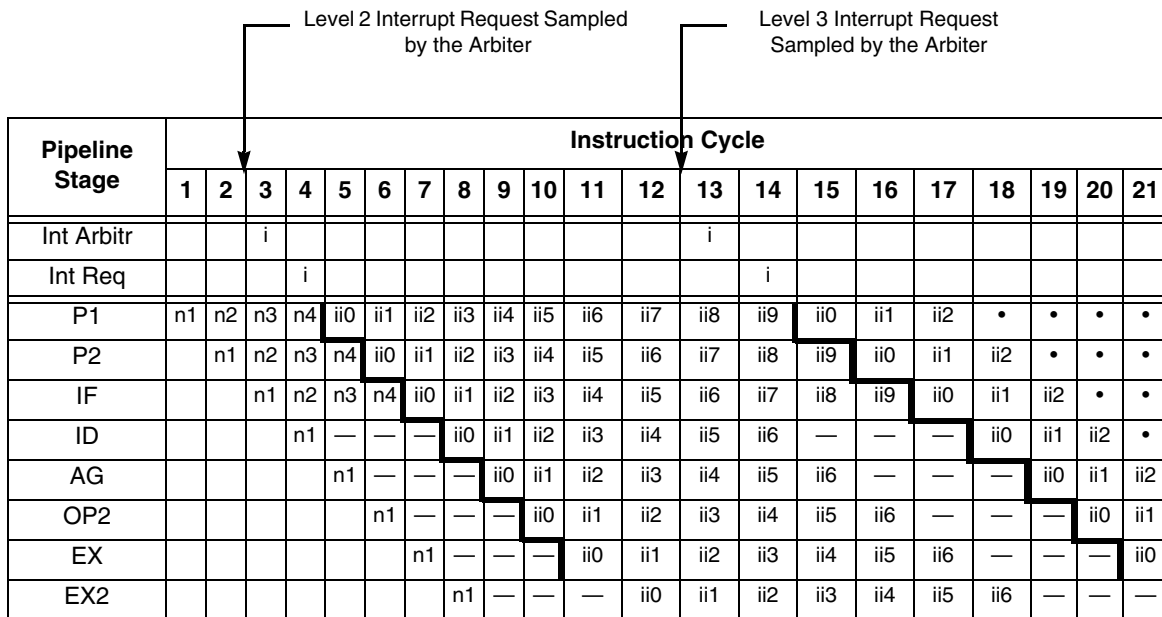 Level 2 Interrupt Request Sampled
by the Arbiter
Level 3 Interrupt Request
Sampled by the Arbiter
Pipeline
Stage
Instruction Cycle
1 2 3 4 5 6 7 8 9 10 11 12 13 14 15 16 17 18 19 20 21
Int Arbitr i i
Int Req i i
P1 n1 n2 n3 n4 ii0 ii1 ii2 ii3 ii4 ii5 ii6 ii7 ii8 ii9 ii0 ii1 ii2 • • • •
P2 n1 n2 n3 n4 ii0 ii1 ii2 ii3 ii4 ii5 ii6 ii7 ii8 ii9 ii0 ii1 ii2 • • •
IF n1 n2 n3 n4 ii0 ii1 ii2 ii3 ii4 ii5 ii6 ii7 ii8 ii9 ii0 ii1 ii2 • •
ID n1 — — — ii0 ii1 ii2 ii3 ii4 ii5 ii6 — — — ii0 ii1 ii2 •
AG n1 — — — ii0 ii1 ii2 ii3 ii4 ii5 ii6 — — — ii0 ii1 ii2
OP2 n1 — — — ii0 ii1 ii2 ii3 ii4 ii5 ii6 — — — ii0 ii1
EX n1 — — — ii0 ii1 ii2 ii3 ii4 ii5 ii6 — — — ii0
EX2 n1 — — — ii0 ii1 ii2 ii3 ii4 ii5 ii6 — — —